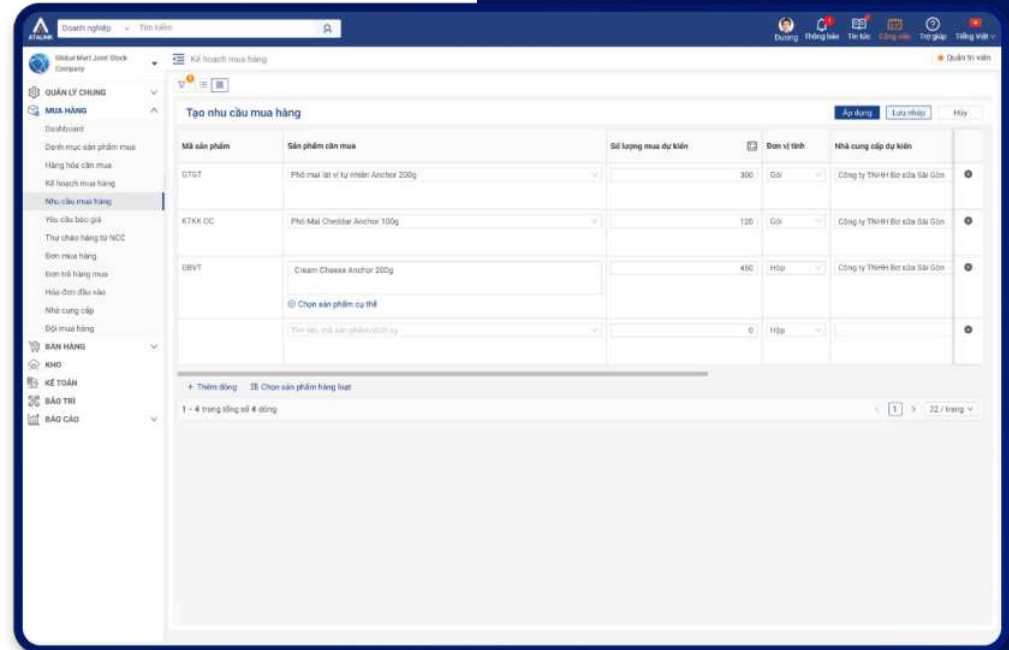 ATALINK
Doanh nghiệp
Tìm kiếm
Dương
Thông báo
Tin tức
Công việc
Trợ giúp
Tiếng Việt
Global Mart Joint Stock
Company
Kế hoạch mua hàng
Quản trị viên
QUẢN LÝ CHUNG
MUA HÀNG
Dashboard
Danh mục sản phẩm mua
Hàng hóa cần mua
Kế hoạch mua hàng
Nhu cầu mua hàng
Yêu cầu báo giá
Thư chào hàng từ NCC
Đơn mua hàng
Đơn trả hàng mua
Hóa đơn đầu vào
Nhà cung cấp
Đội mua hàng
BÁN HÀNG
KHO
KẾ TOÁN
BẢO TRÌ
BÁO CÁO
Tạo nhu cầu mua hàng
Áp dụng
Lưu nháp
Hủy
Mã sản phẩm Sản phẩm cần mua Số lượng mua dự kiến Đơn vị tính Nhà cung cấp dự kiến
GTGT Phô mai lát vị tự nhiên Anchor 200g 300 Gói Công ty TNHH Bơ sữa Sài Gòn
KTKK OC Phô Mai Cheddar Anchor 100g 120 Gói Công ty TNHH Bơ sữa Sài Gòn
GBVT Cream Cheese Anchor 200g 450 Hộp Công ty TNHH Bơ sữa Sài Gòn
Chọn sản phẩm cụ thể
Tìm tên, mã sản phẩm/dịch vụ 0 Hộp
+ Thêm dòng Chọn sản phẩm hàng loạt
1 - 4 trong tổng số 4 dòng
< 1 > 32 / trang